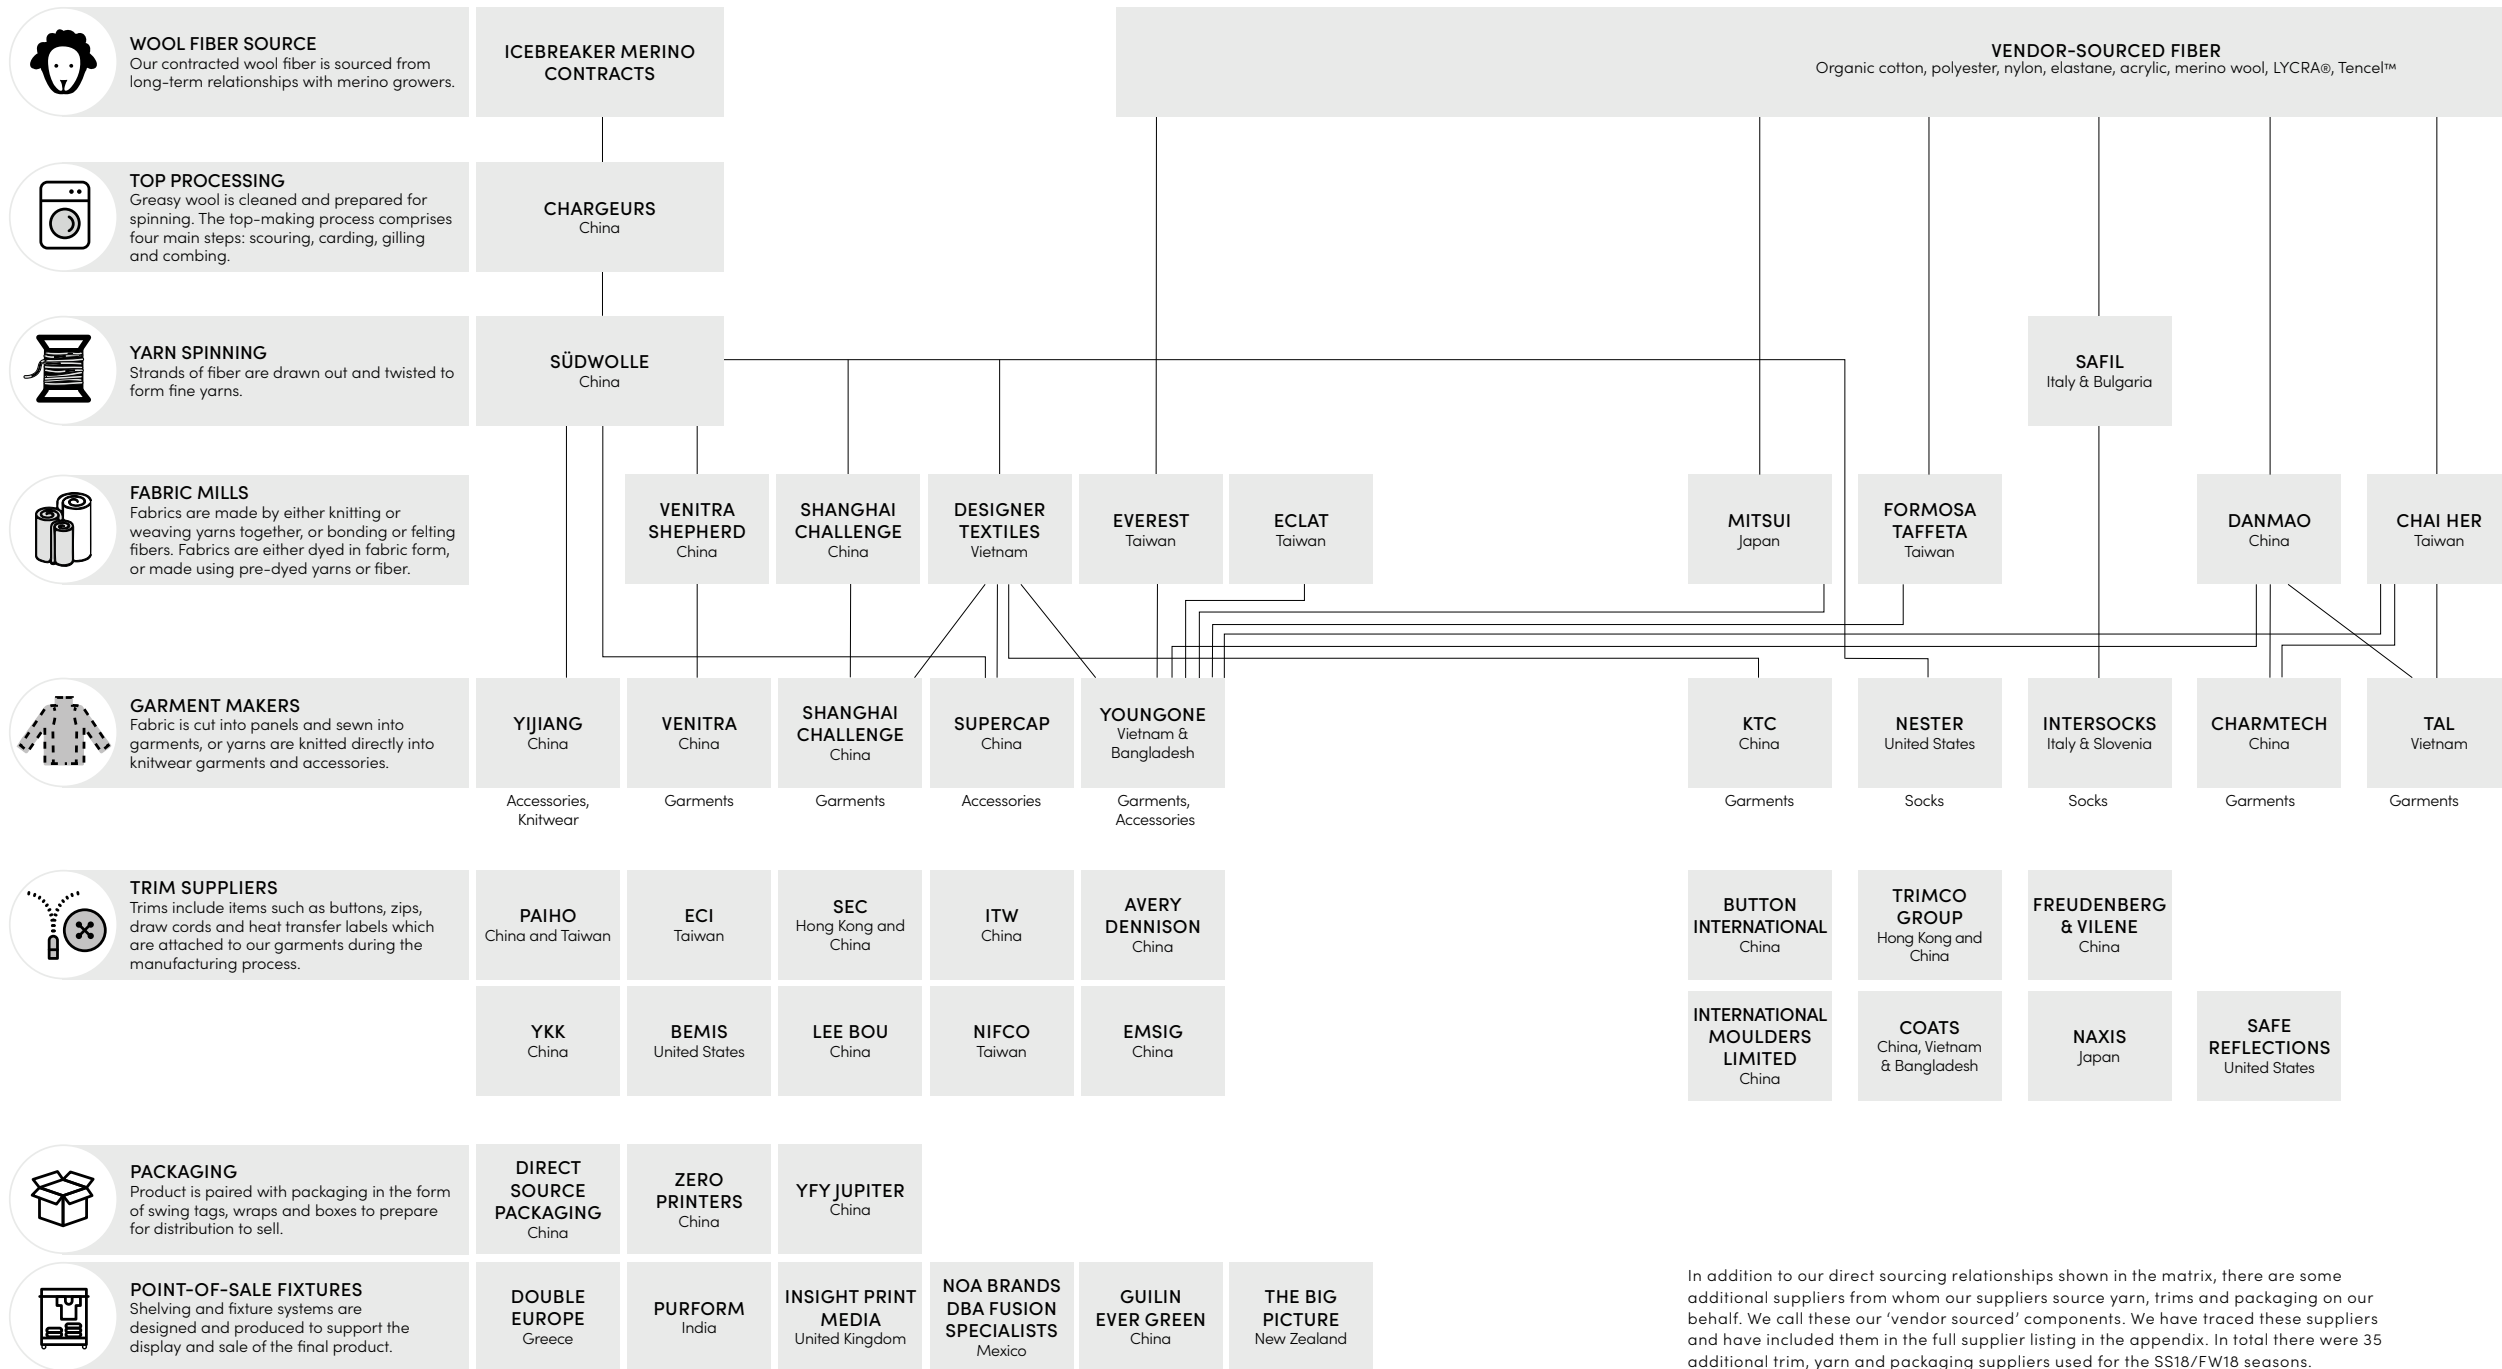 WOOL FIBER SOURCE
Our contracted wool fiber is sourced from
long-term relationships with merino growers.
ICEBREAKER MERINO
CONTRACTS
VENDOR-SOURCED FIBER
Organic cotton, polyester, nylon, elastane, acrylic, merino wool, LYCRA®, Tencel™
TOP PROCESSING
Greasy wool is cleaned and prepared for
spinning. The top-making process comprises
four main steps: scouring, carding, gilling
and combing.
CHARGEURS
China
YARN SPINNING
Strands of fiber are drawn out and twisted to
form fine yarns.
SÜDWOLLE
China
SAFIL
Italy & Bulgaria
FABRIC MILLS
Fabrics are made by either knitting or
weaving yarns together, or bonding or felting
fibers. Fabrics are either dyed in fabric form,
or made using pre-dyed yarns or fiber.
VENITRA
SHEPHERD
China
SHANGHAI
CHALLENGE
China
DESIGNER
TEXTILES
Vietnam
EVEREST
Taiwan
ECLAT
Taiwan
MITSUI
Japan
FORMOSA
TAFFETA
Taiwan
DANMAO
China
CHAI HER
Taiwan
GARMENT MAKERS
Fabric is cut into panels and sewn into
garments, or yarns are knitted directly into
knitwear garments and accessories.
YIJIANG
China
Accessories,
Knitwear
VENITRA
China
Garments
SHANGHAI
CHALLENGE
China
Garments
SUPERCAP
China
Accessories
YOUNGONE
Vietnam &
Bangladesh
Garments,
Accessories
KTC
China
Garments
NESTER
United States
Socks
INTERSOCKS
Italy & Slovenia
Socks
CHARMTECH
China
Garments
TAL
Vietnam
Garments
TRIM SUPPLIERS
Trims include items such as buttons, zips,
draw cords and heat transfer labels which
are attached to our garments during the
manufacturing process.
PAIHO
China and Taiwan
ECI
Taiwan
SEC
Hong Kong and
China
ITW
China
AVERY
DENNISON
China
BUTTON
INTERNATIONAL
China
TRIMCO
GROUP
Hong Kong and
China
FREUDENBERG
& VILENE
China
YKK
China
BEMIS
United States
LEE BOU
China
NIFCO
Taiwan
EMSIG
China
INTERNATIONAL
MOULDERS
LIMITED
China
COATS
China, Vietnam
& Bangladesh
NAXIS
Japan
SAFE
REFLECTIONS
United States
PACKAGING
Product is paired with packaging in the form
of swing tags, wraps and boxes to prepare
for distribution to sell.
DIRECT
SOURCE
PACKAGING
China
ZERO
PRINTERS
China
YFY JUPITER
China
POINT-OF-SALE FIXTURES
Shelving and fixture systems are
designed and produced to support the
display and sale of the final product.
DOUBLE
EUROPE
Greece
PURFORM
India
INSIGHT PRINT
MEDIA
United Kingdom
NOA BRANDS
DBA FUSION
SPECIALISTS
Mexico
GUILIN
EVER GREEN
China
THE BIG
PICTURE
New Zealand
In addition to our direct sourcing relationships shown in the matrix, there are some
additional suppliers from whom our suppliers source yarn, trims and packaging on our
behalf. We call these our ‘vendor sourced’ components. We have traced these suppliers
and have included them in the full supplier listing in the appendix. In total there were 35
additional trim, yarn and packaging suppliers used for the SS18/FW18 seasons.